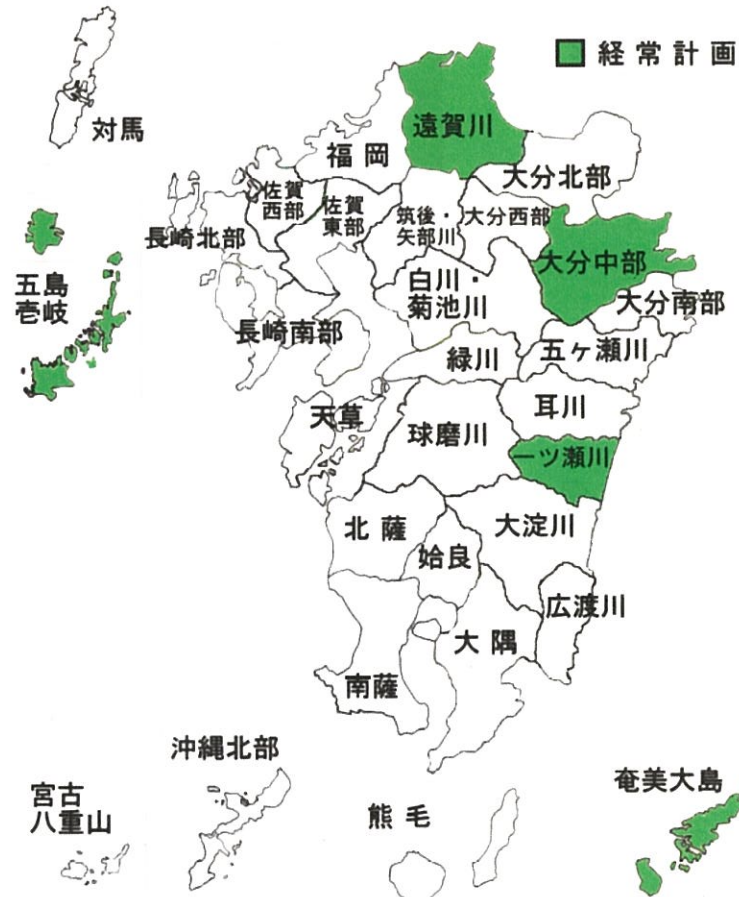 経常計画
対馬
遠賀川
福岡
大分北部
佐賀
西部
佐賀
東部
筑後・
矢部川
大分西部
長崎北部
大分中部
五島
壱岐
白川・
菊池川
大分南部
長崎南部
緑川
五ヶ瀬川
天草
球磨川
耳川
一ツ瀬川
北薩
姶良
大淀川
広渡川
大隅
南薩
沖縄北部
宮古
八重山
熊毛
奄美大島